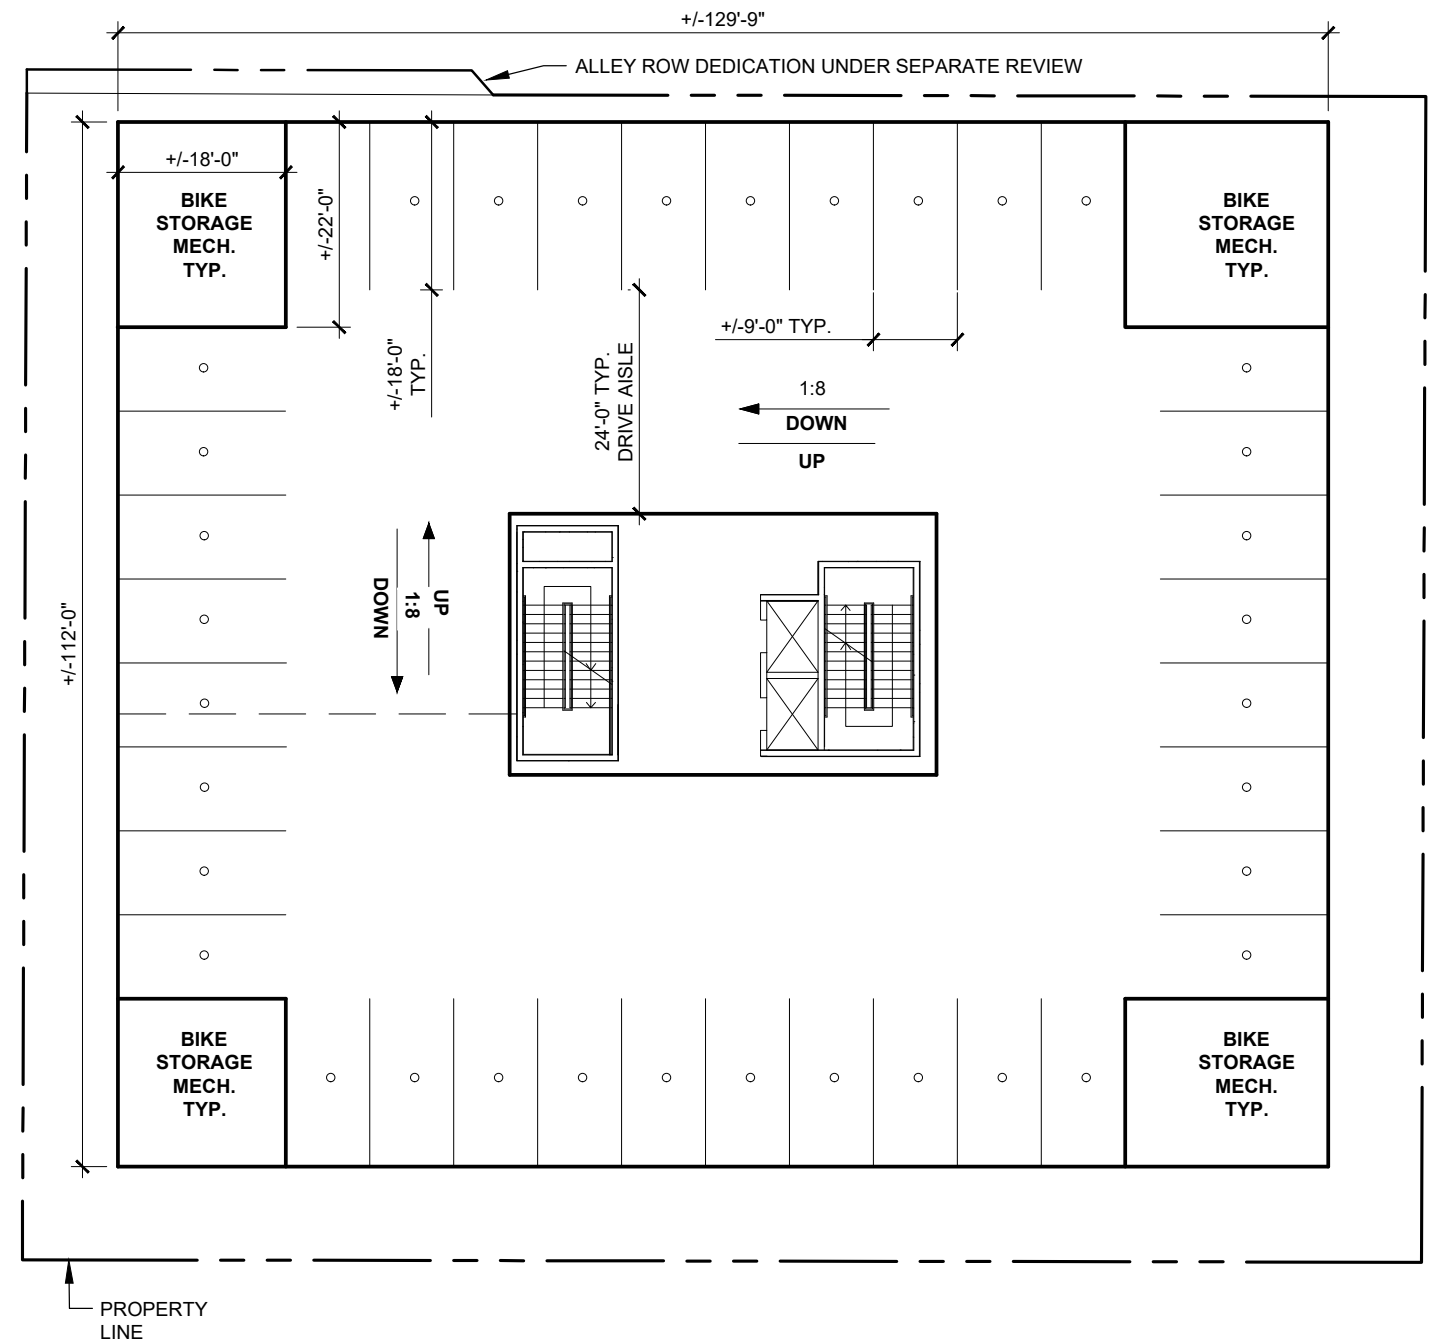 +/-129'-9"
ALLEY ROW DEDICATION UNDER SEPARATE REVIEW
+/-18'-0"
BIKE
STORAGE
MECH.
TYP.
+/-22'-0"
BIKE
STORAGE
MECH.
TYP.
+/-18'-0"
TYP.
24'-0" TYP.
DRIVE AISLE
+/-9'-0" TYP.
1:8
DOWN
UP
UP
1:8
DOWN
+/-112'-0"
BIKE
STORAGE
MECH.
TYP.
BIKE
STORAGE
MECH.
TYP.
PROPERTY
LINE